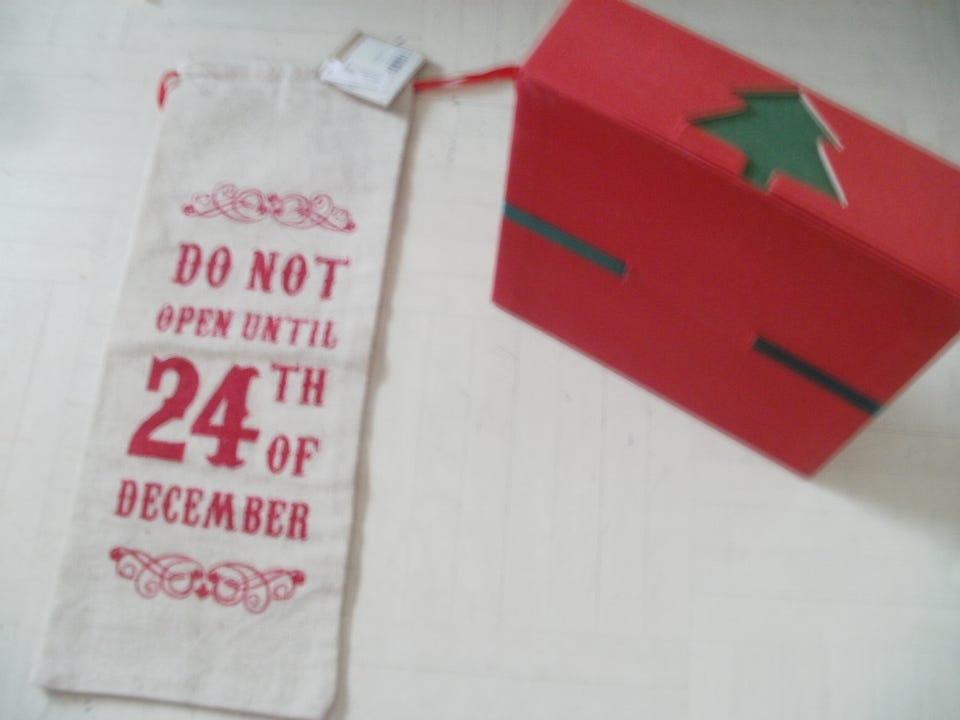 DO NOT
OPEN UNTIL
24TH
OF
DECEMBER